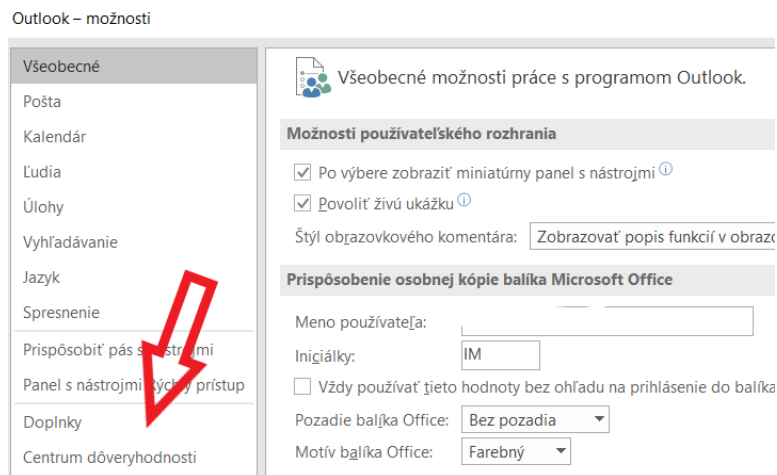 Outlook – možnosti
Všeobecné
Pošta
Kalendár
Ľudia
Úlohy
Vyhľadávanie
Jazyk
Spresnenie
Prispôsobiť pás s
Panel s nástrojmi prístup
Doplnky
Centrum dôveryhodnosti
Všeobecné možnosti práce s programom Outlook.
Možnosti používateľského rozhrania
Po výbere zobraziť miniatúrny panel s nástrojmi
Povoliť živú ukážku
Štýl obrazovkového komentára: Zobrazovať popis funkcií v
Prispôsobenie osobnej kópie balíka Microsoft Office
Meno používateľa:
Iniciálky: IM
Vždy používať tieto hodnoty bez ohľadu na prihlásenie do balíka
Pozadie balíka Office: Bez pozadia
Motív balíka Office: Farebný